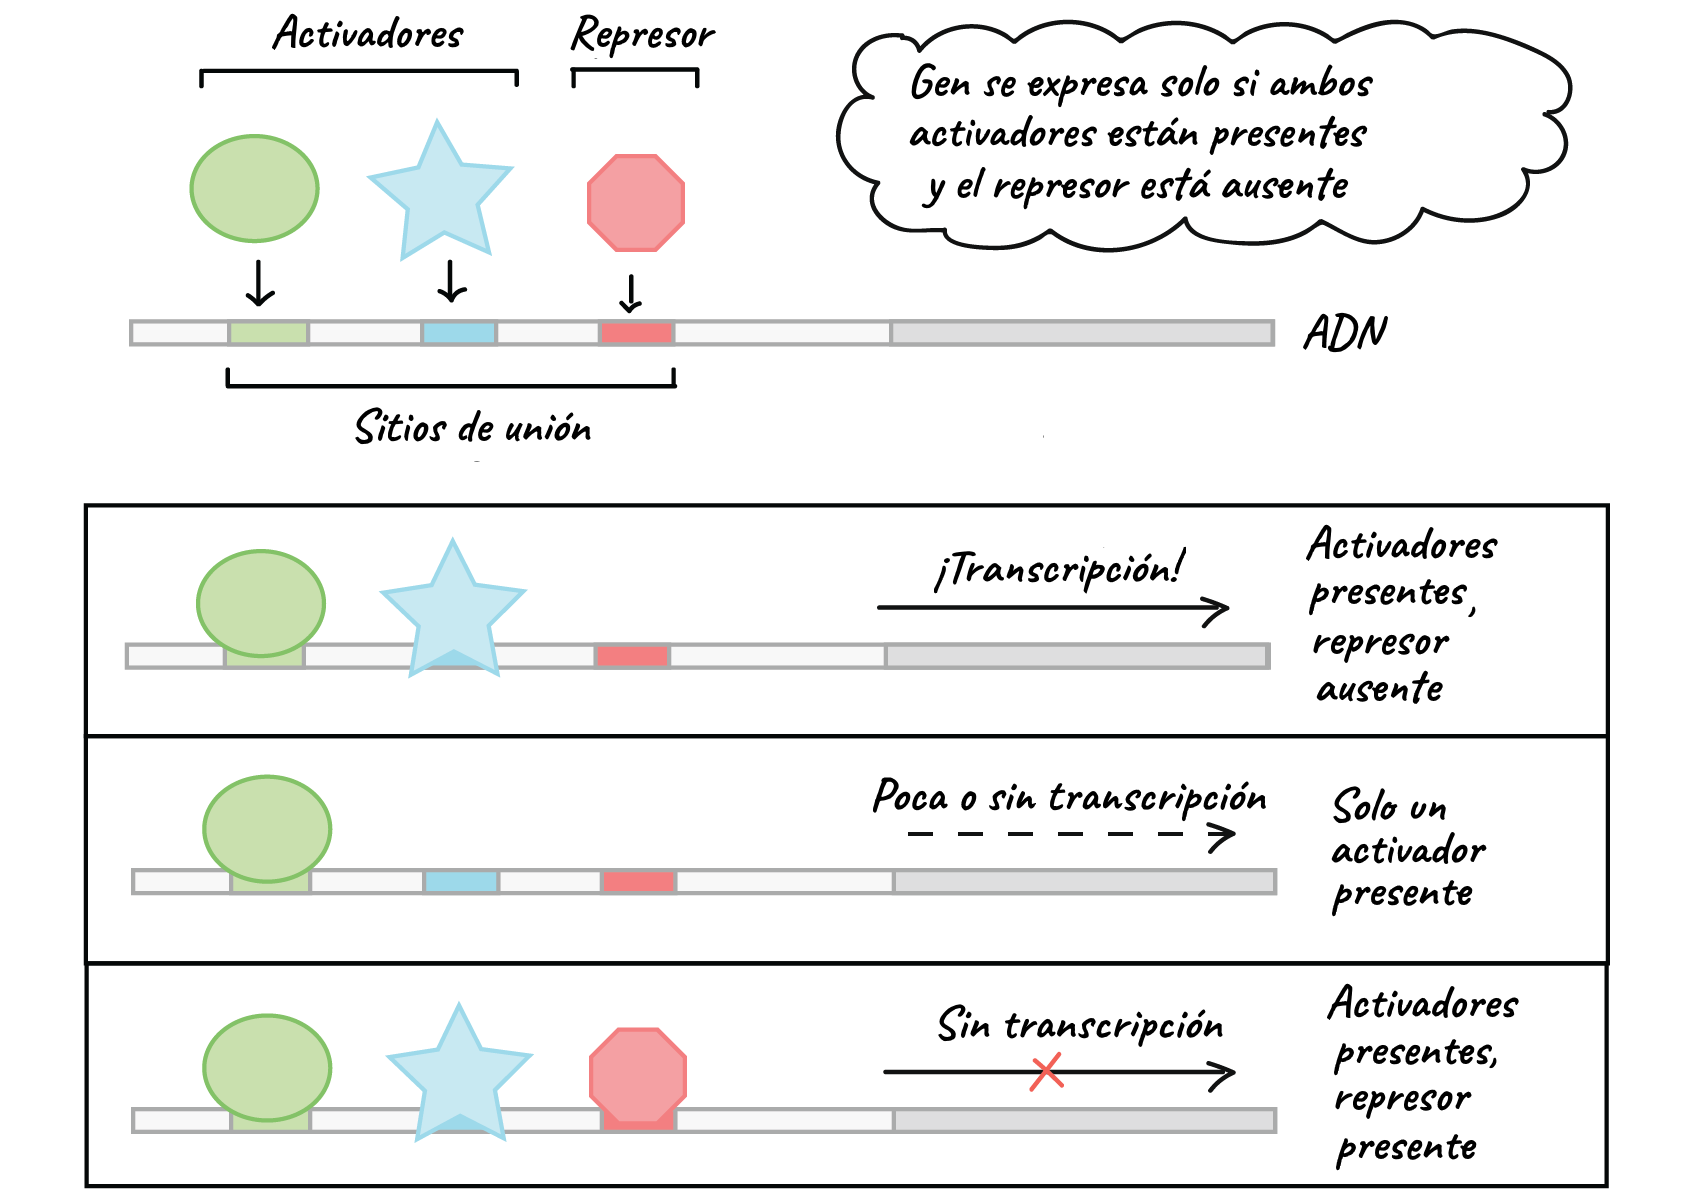 Activadores
Represor
Gen se expresa solo si ambos
activadores están presentes
y el represor está ausente
ADN
Sitios de unión
¡Transcripción!
Activadores
presentes,
represor
ausente
Poca o sin transcripción
Solo un
activador
presente
Sin transcripción
Activadores
presentes,
represor
presente